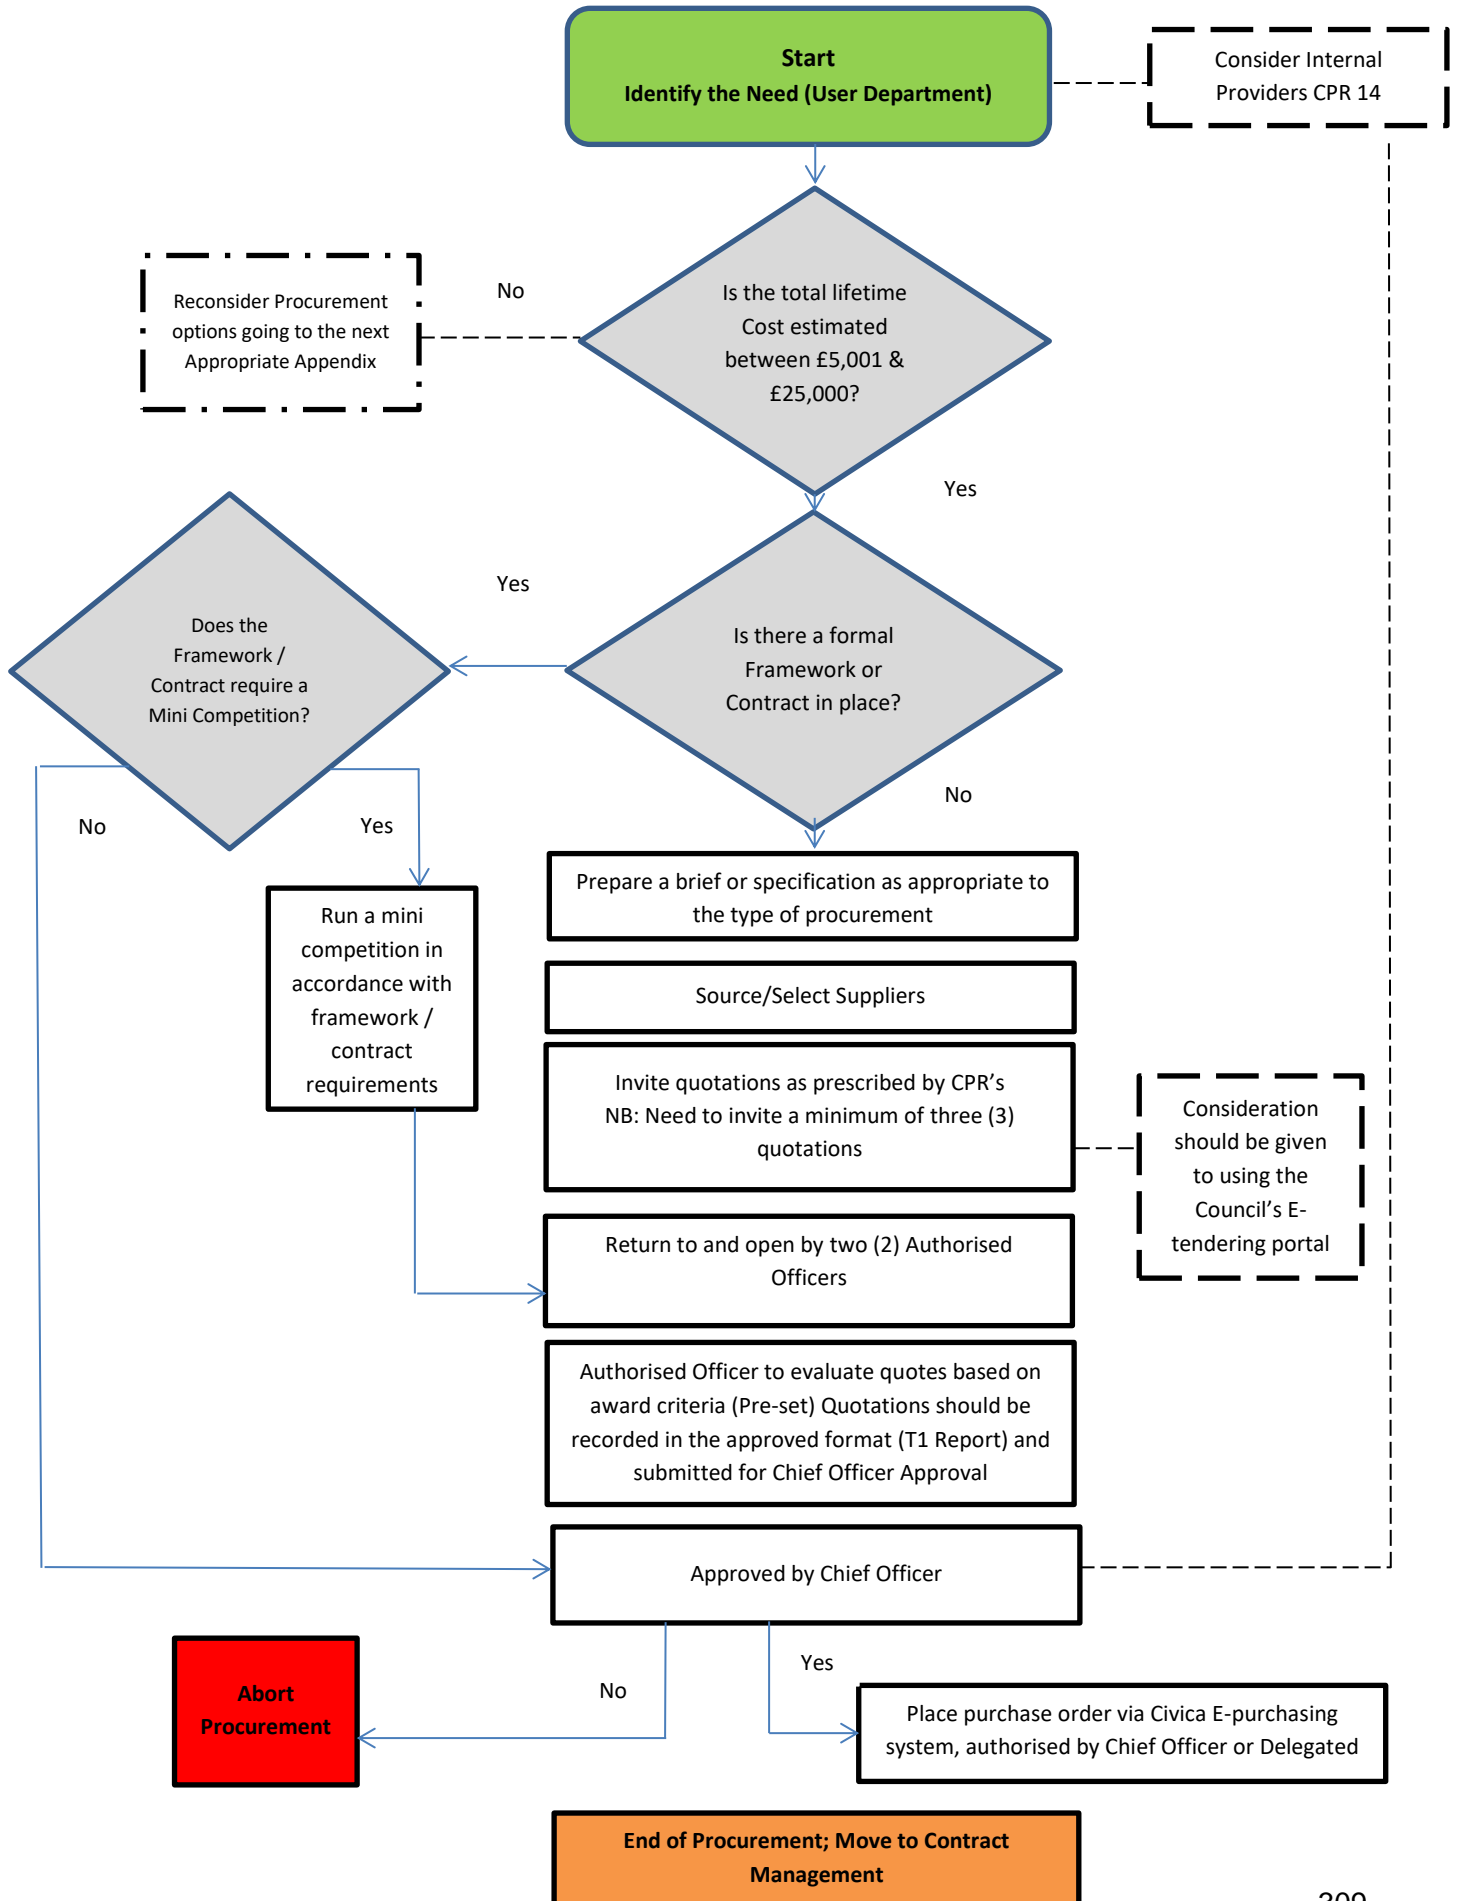 Start
Identify the Need (User Department)
Consider Internal
Providers CPR 14
Is the total lifetime
Cost estimated
between £5,001 &
£25,000?
No
Reconsider Procurement
options going to the next
Appropriate Appendix
Yes
Is there a formal
Framework or
Contract in place?
Yes
Does the
Framework /
Contract require a
Mini Competition?
No
No
Yes
Prepare a brief or specification as appropriate to
the type of procurement
Run a mini
competition in
accordance with
framework /
contract
requirements
Source/Select Suppliers
Invite quotations as prescribed by CPR's
NB: Need to invite a minimum of three (3)
quotations
Consideration
should be given
to using the
Council's E-
tendering portal
Return to and open by two (2) Authorised
Officers
Authorised Officer to evaluate quotes based on
award criteria (Pre-set) Quotations should be
recorded in the approved format (T1 Report) and
submitted for Chief Officer Approval
Approved by Chief Officer
No
Yes
Abort
Procurement
Place purchase order via Civica E-purchasing
system, authorised by Chief Officer or Delegated
End of Procurement; Move to Contract
Management